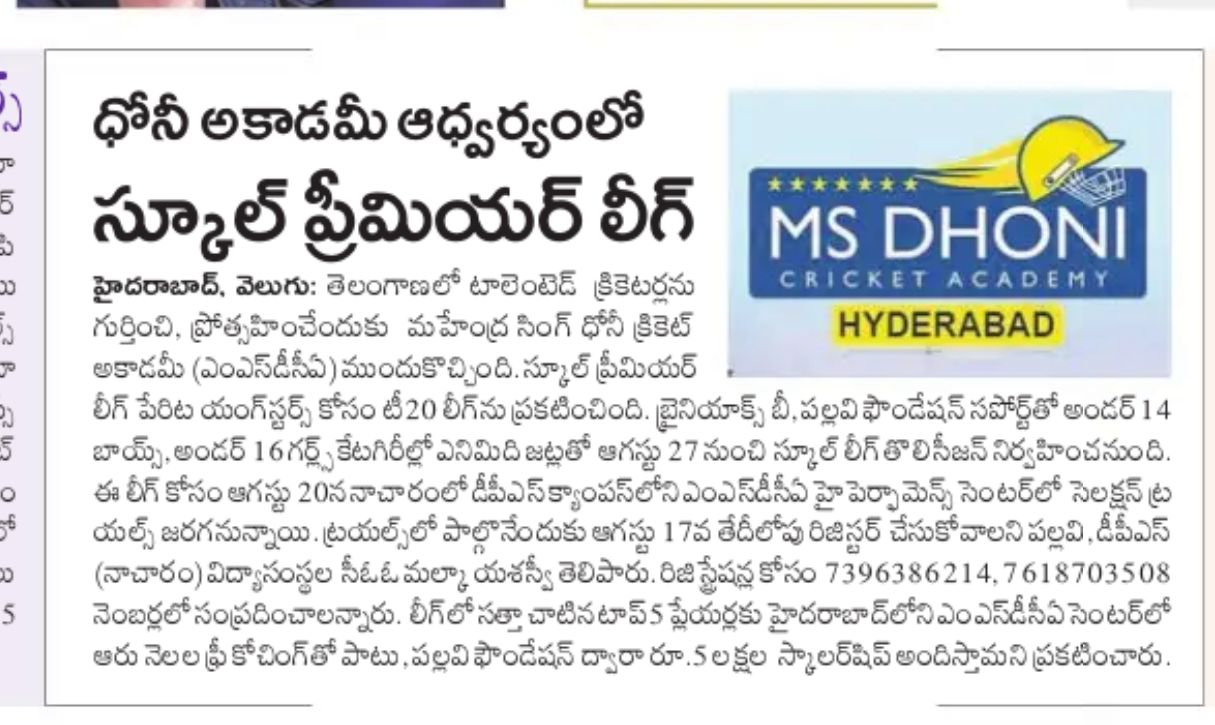 ధోనీ అకాడమీ ఆధ్వర్యంలో
స్కూల్ ప్రీమియర్ లీగ్
MS DHONI
CRICKET ACADEMY
HYDERABAD
హైదరాబాద్, వెలుగు: తెలంగాణలో టాలెంటెడ్ క్రికెటర్లను
గుర్తించి, ప్రోత్సహించేందుకు మహేంద్ర సింగ్ ధోనీ క్రికెట్
అకాడమీ (ఎంఎస్‌డీసీఏ) ముందుకొచ్చింది. స్కూల్ ప్రీమియర్
లీగ్ పేరిట యంగ్‌స్టర్స్ కోసం టీ20 లీగ్‌ను ప్రకటించింది. బ్రైనియాక్స్ బీ, పల్లవి ఫౌండేషన్ సపోర్ట్‌తో అండర్ 14
బాయ్స్, అండర్ 16 గర్ల్స్ కేటగిరీల్లో ఎనిమిది జట్లతో ఆగస్టు 27 నుంచి స్కూల్ లీగ్ తొలి సీజన్ నిర్వహించనుంది.
ఈ లీగ్ కోసం ఆగస్టు 20న నాచారంలో డీపీఎస్ క్యాంపస్‌లోని ఎంఎస్‌డీసీఏ హై పెర్ఫామెన్స్ సెంటర్‌లో సెలక్షన్ ట్ర
యల్స్ జరగనున్నాయి. ట్రయల్స్‌లో పాల్గొనేందుకు ఆగస్టు 17వ తేదీలోపు రిజిస్టర్ చేసుకోవాలని పల్లవి, డీపీఎస్
(నాచారం) విద్యాసంస్థల సీఓఓ మల్కా యశస్వీ తెలిపారు. రిజిస్ట్రేషన్ల కోసం 7396386214, 7618703508
నెంబర్లలో సంప్రదించాలన్నారు. లీగ్‌లో సత్తా చాటిన టాప్ 5 ప్లేయర్లకు హైదరాబాద్‌లోని ఎంఎస్‌డీసీఏ సెంటర్‌లో
ఆరు నెలల ఫ్రీ కోచింగ్‌తో పాటు, పల్లవి ఫౌండేషన్ ద్వారా రూ.5 లక్షల స్కాలర్‌షిప్ అందిస్తామని ప్రకటించారు.